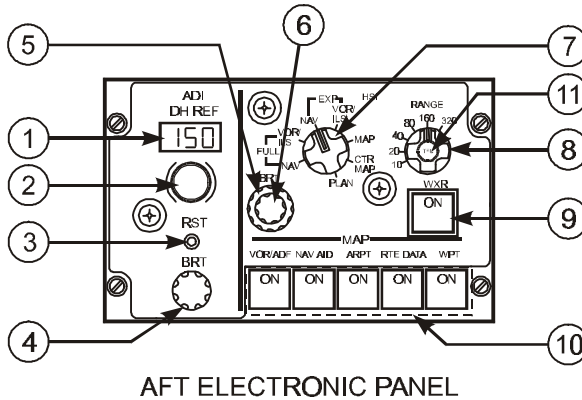 5
6
7
ADI
DH REF
EXP
HSI
VOR/
ILS
NAV
RANGE
160
80
320
11
1
150
VOR/
ILS
MAP
40
FULL
NAV
CTR
MAP
20
8
10
2
BRT
PLAN
WXR
ON
9
3
RST
MAP
VOR/ADF NAV AID ARPT RTE DATA WPT
BRT
ON ON ON ON ON
4
10
AFT ELECTRONIC PANEL